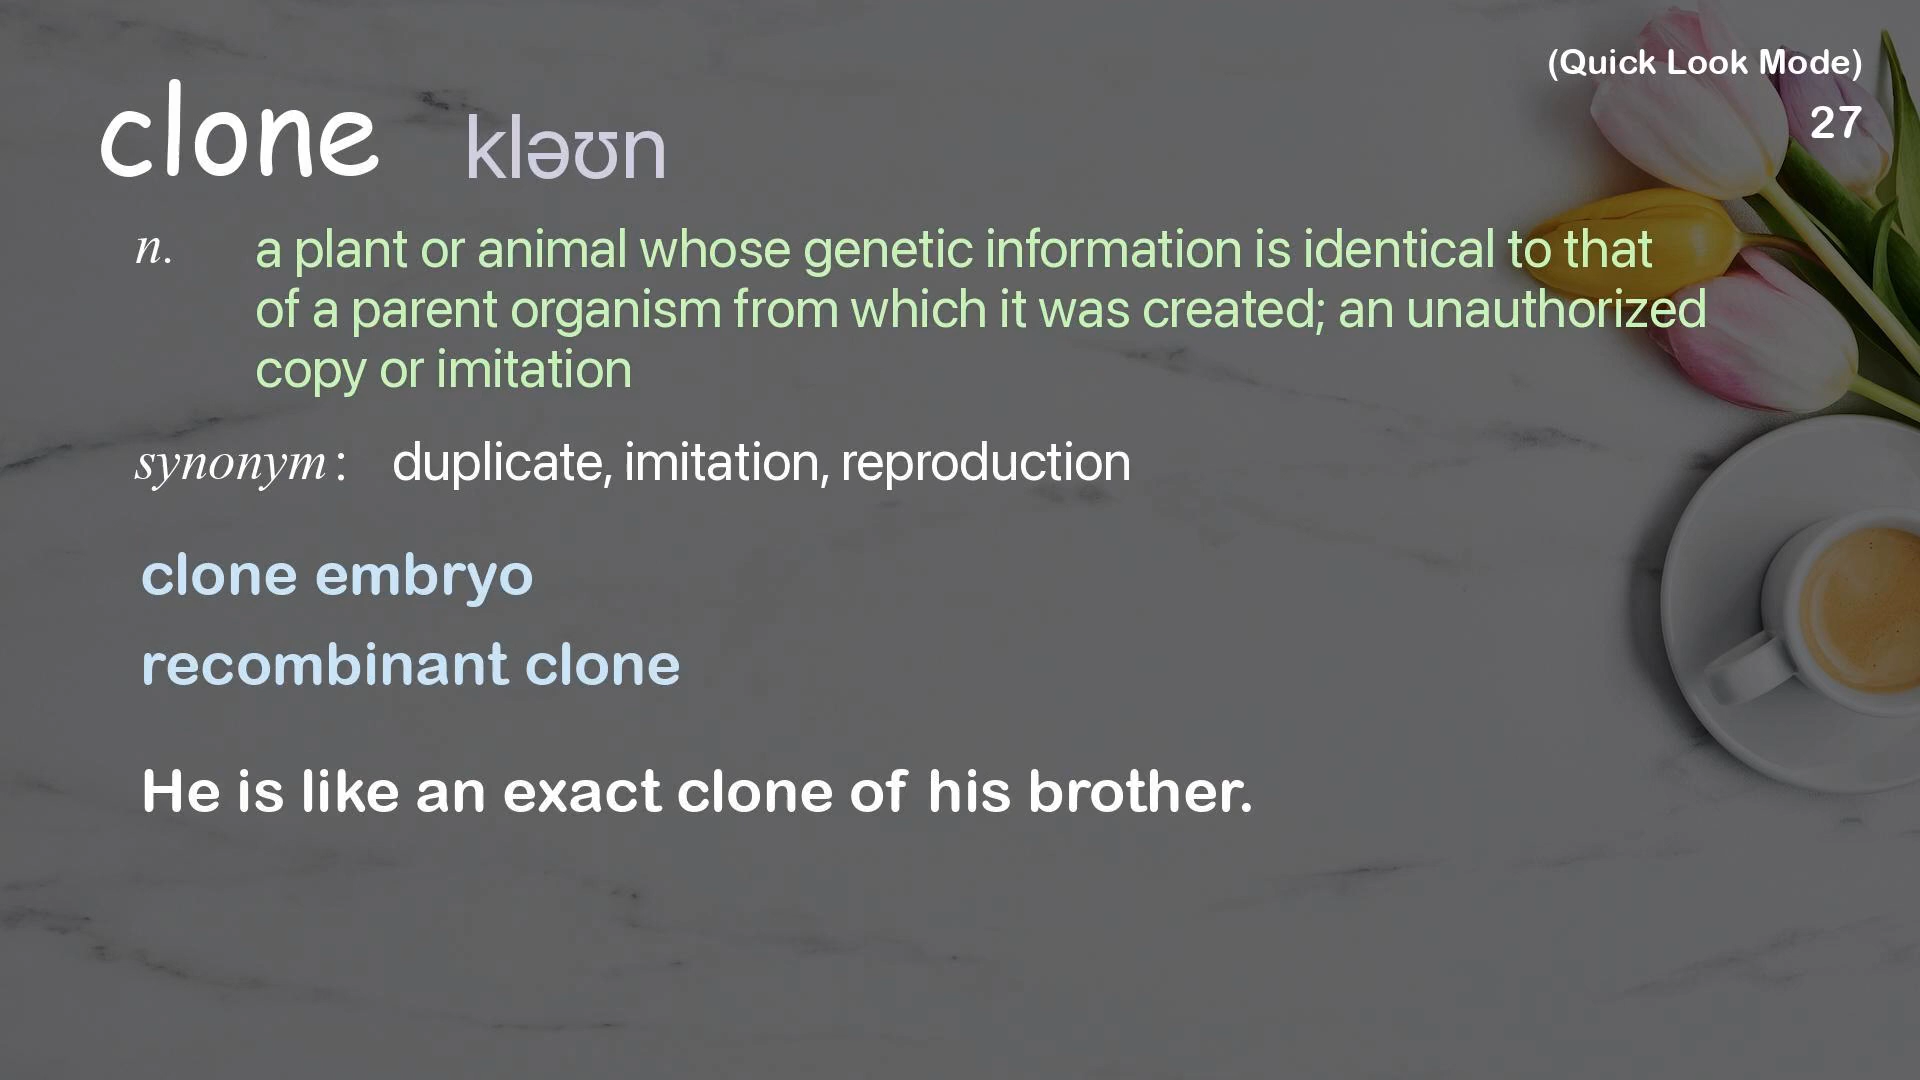 (Quick Look Mode)
27
clone kləʊn
n. a plant or animal whose genetic information is identical to that
of a parent organism from which it was created; an unauthorized
copy or imitation
synonym: duplicate, imitation, reproduction
clone embryo
recombinant clone
He is like an exact clone of his brother.